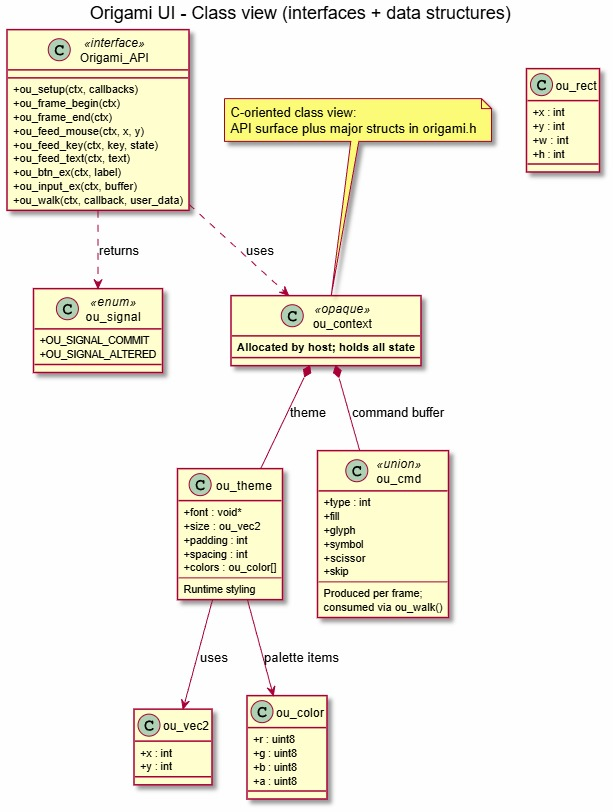 Origami UI - Class view (interfaces + data structures)
C
«interface»
Origami_API
+ou_setup(ctx, callbacks)
+ou_frame_begin(ctx)
+ou_frame_end(ctx)
+ou_feed_mouse(ctx, x, y)
+ou_feed_key(ctx, key, state)
+ou_feed_text(ctx, text)
+ou_btn_ex(ctx, label)
+ou_input_ex(ctx, buffer)
+ou_walk(ctx, callback, user_data)
C-oriented class view:
API surface plus major structs in origami.h
C ou_rect
+x : int
+y : int
+w : int
+h : int
returns
uses
C
«enum»
ou_signal
+OU_SIGNAL_COMMIT
+OU_SIGNAL_ALTERED
C
«opaque»
ou_context
Allocated by host; holds all state
theme
command buffer
C ou_theme
+font : void*
+size : ou_vec2
+padding : int
+spacing : int
+colors : ou_color[]
Runtime styling
C
«union»
ou_cmd
+type : int
+fill
+glyph
+symbol
+scissor
+skip
Produced per frame;
consumed via ou_walk()
uses
palette items
C ou_vec2
+x : int
+y : int
C ou_color
+r : uint8
+g : uint8
+b : uint8
+a : uint8